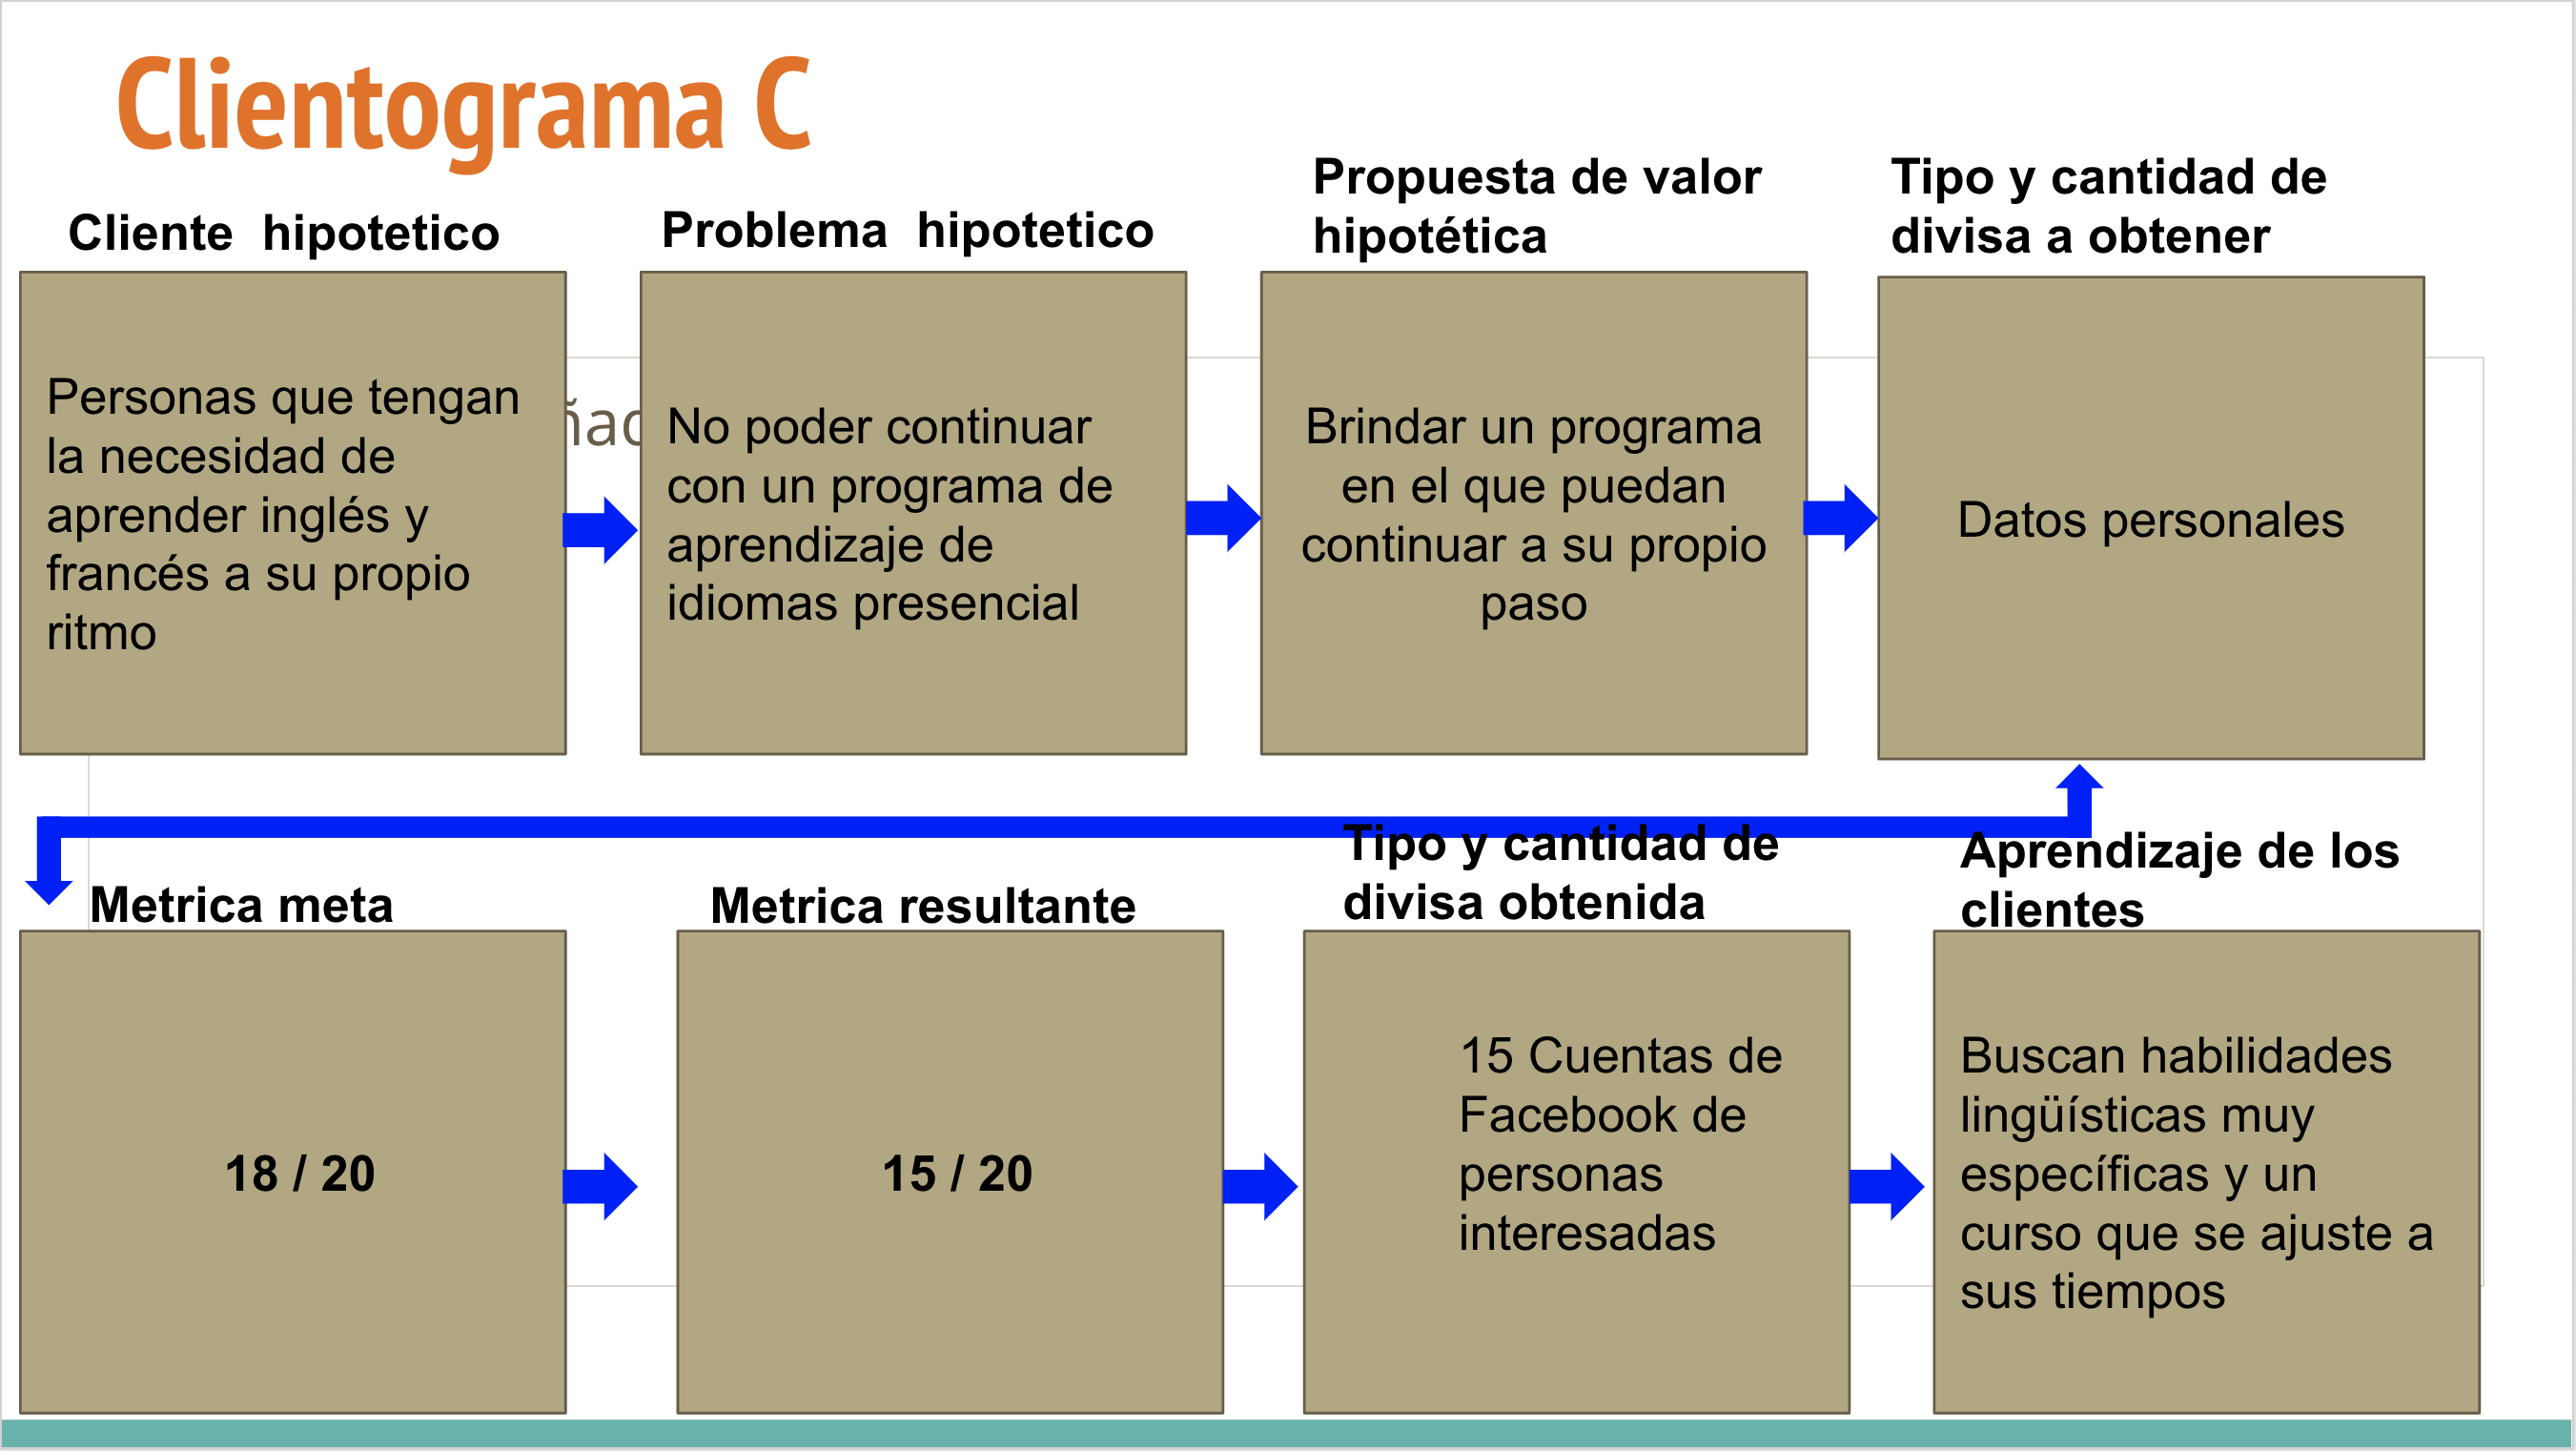 Clientograma C
Cliente  hipotetico
Problema  hipotetico
Propuesta de valor
hipotética
Tipo y cantidad de
divisa a obtener
Personas que tengan
la necesidad de
aprender inglés y
francés a su propio
ritmo
No poder continuar
con un programa de
aprendizaje de
idiomas presencial
Brindar un programa
en el que puedan
continuar a su propio
paso
Datos personales
Metrica meta
Metrica resultante
Tipo y cantidad de
divisa obtenida
Aprendizaje de los
clientes
18 / 20
15 / 20
15 Cuentas de
Facebook de
personas
interesadas
Buscan habilidades
lingüísticas muy
específicas y un
curso que se ajuste a
sus tiempos